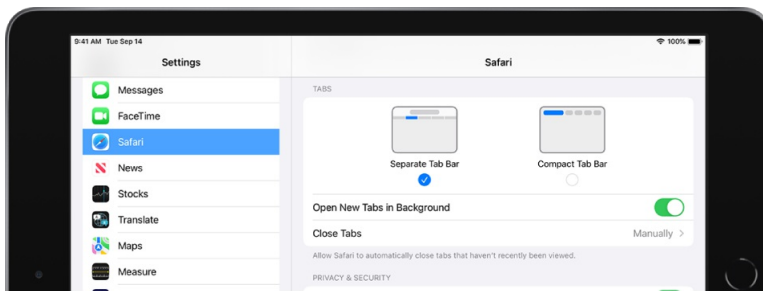 9:41 AM Tue Sep 14
100%
Settings
Safari
Messages
FaceTime
Safari
News
Stocks
Translate
Maps
Measure
TABS
Separate Tab Bar
Compact Tab Bar
Open New Tabs in Background
Close Tabs
Manually
Allow Safari to automatically close tabs that haven't recently been viewed.
PRIVACY & SECURITY